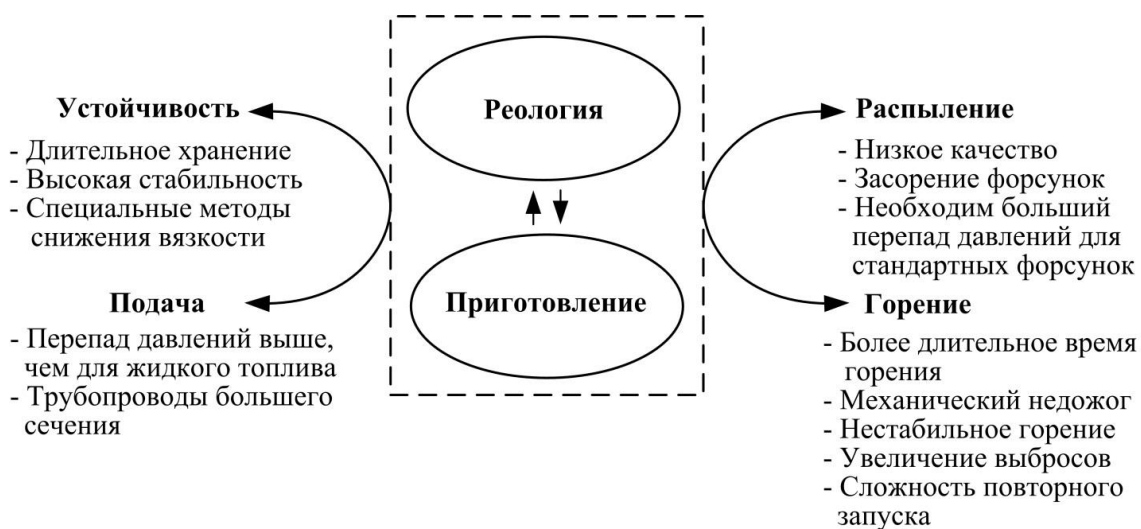 Устойчивость
- Длительное хранение
- Высокая стабильность
- Специальные методы
снижения вязкости
Подача
- Перепад давлений выше,
чем для жидкого топлива
- Трубопроводы большего
сечения
Реология
Приготовление
Распыление
- Низкое качество
- Засорение форсунок
- Необходим больший
перепад давлений для
стандартных форсунок
Горение
- Более длительное время
горения
- Механический недожог
- Нестабильное горение
- Увеличение выбросов
- Сложность повторного
запуска